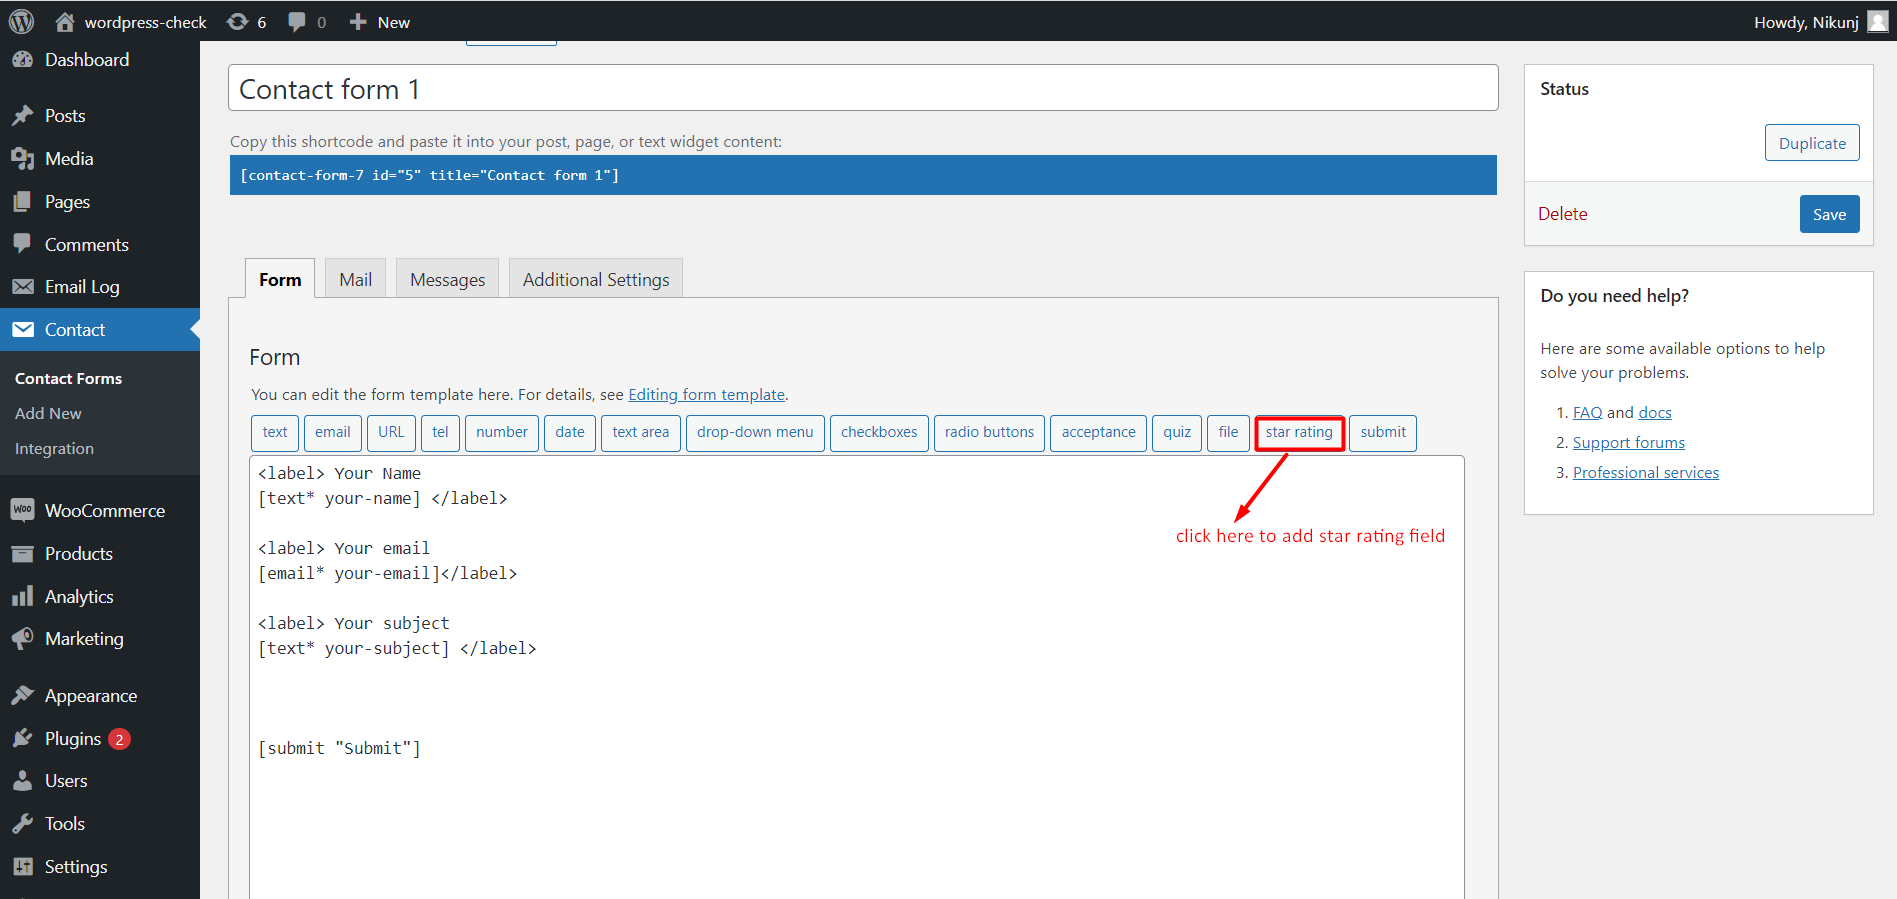 wordpress-check 6 0 New
Howdy, Nikunj
Dashboard
Posts
Media
Pages
Comments
Email Log
Contact
Contact Forms
Add New
Integration
WooCommerce
Products
Analytics
Marketing
Appearance
Plugins 2
Users
Tools
Settings
Contact form 1
Copy this shortcode and paste it into your post, page, or text widget content:
[contact-form-7 id="5" title="Contact form 1"]
Form Mail Messages Additional Settings
Form
You can edit the form template here. For details, see Editing form template.
text email URL tel number date text area drop-down menu checkboxes radio buttons acceptance quiz file star rating submit
<label> Your Name
[text* your-name] </label>
<label> Your email
[email* your-email]</label>
<label> Your subject
[text* your-subject] </label>
[submit "Submit"]
click here to add star rating field
Status
Duplicate
Delete Save
Do you need help?
Here are some available options to help
solve your problems.
1. FAQ and docs
2. Support forums
3. Professional services